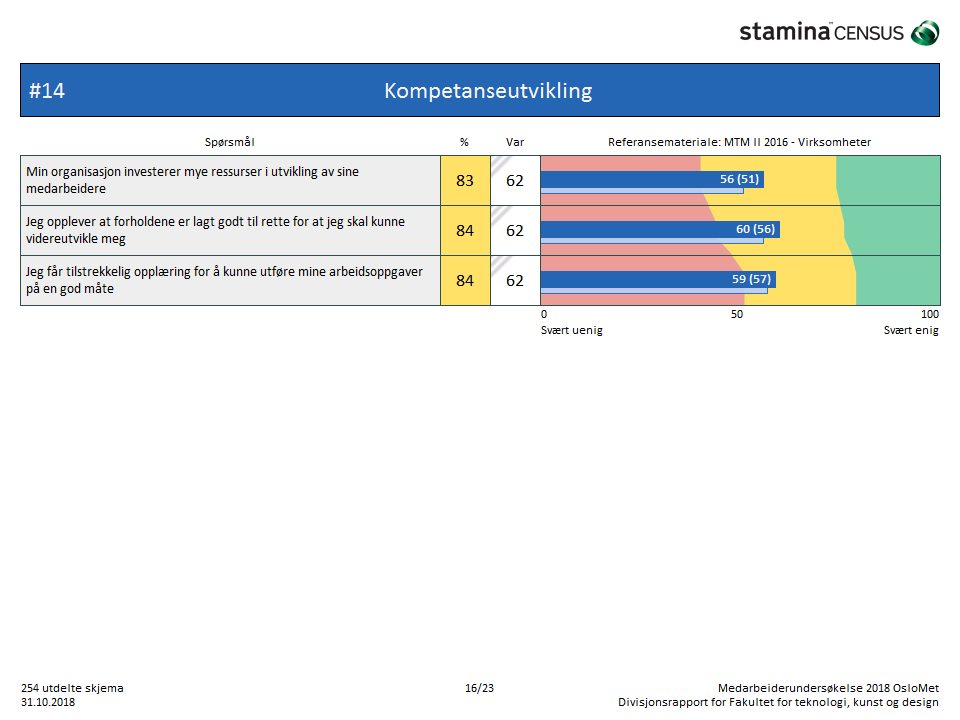 stamina™CENSUS
#14 Kompetanseutvikling
Spørsmål % Var Referansemateriale: MTM II 2016 - Virksomheter
Min organisasjon investerer mye ressurser i utvikling av sine
medarbeidere
83 62 56 (51)
Jeg opplever at forholdene er lagt godt til rette for at jeg skal kunne
videreutvikle meg
84 62 60 (56)
Jeg får tilstrekkelig opplæring for å kunne utføre mine arbeidsoppgaver
på en god måte
84 62 59 (57)
0 50 100
Svært uenig Svært enig
254 utdelte skjema 16/23 Medarbeiderundersøkelse 2018 OsloMet
31.10.2018 Divisjonsrapport for Fakultet for teknologi, kunst og design